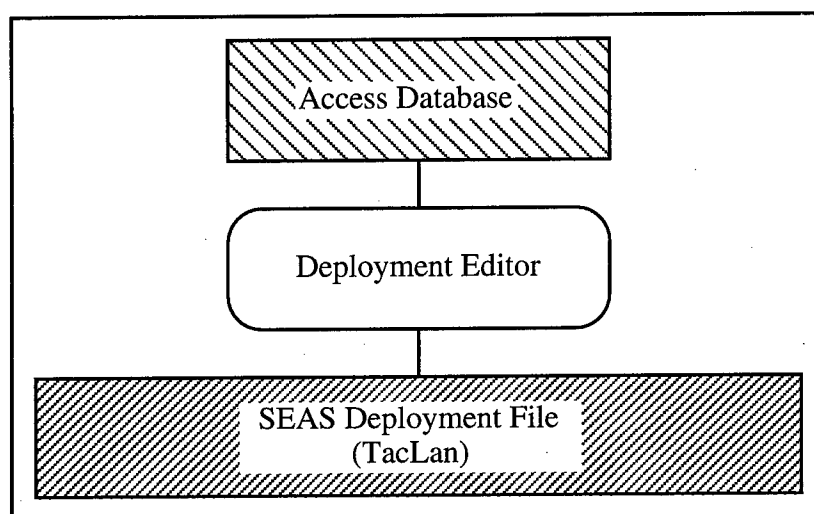 Access Database
Deployment Editor
SEAS Deployment File
(TacLan)